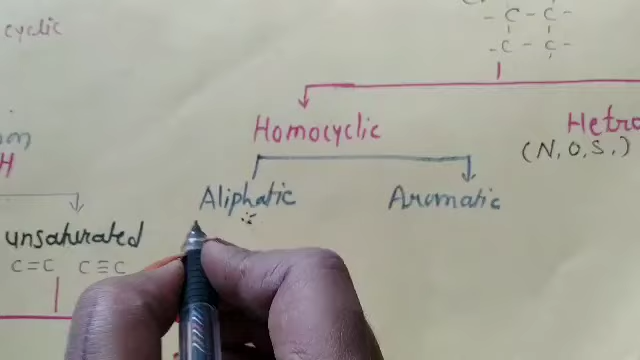 cyclic
- C - C -
- C - C -
Homocyclic
Hetro
(N, O, S, )
H
Aliphatic
Aromatic
unsaturated
C=C C≡C